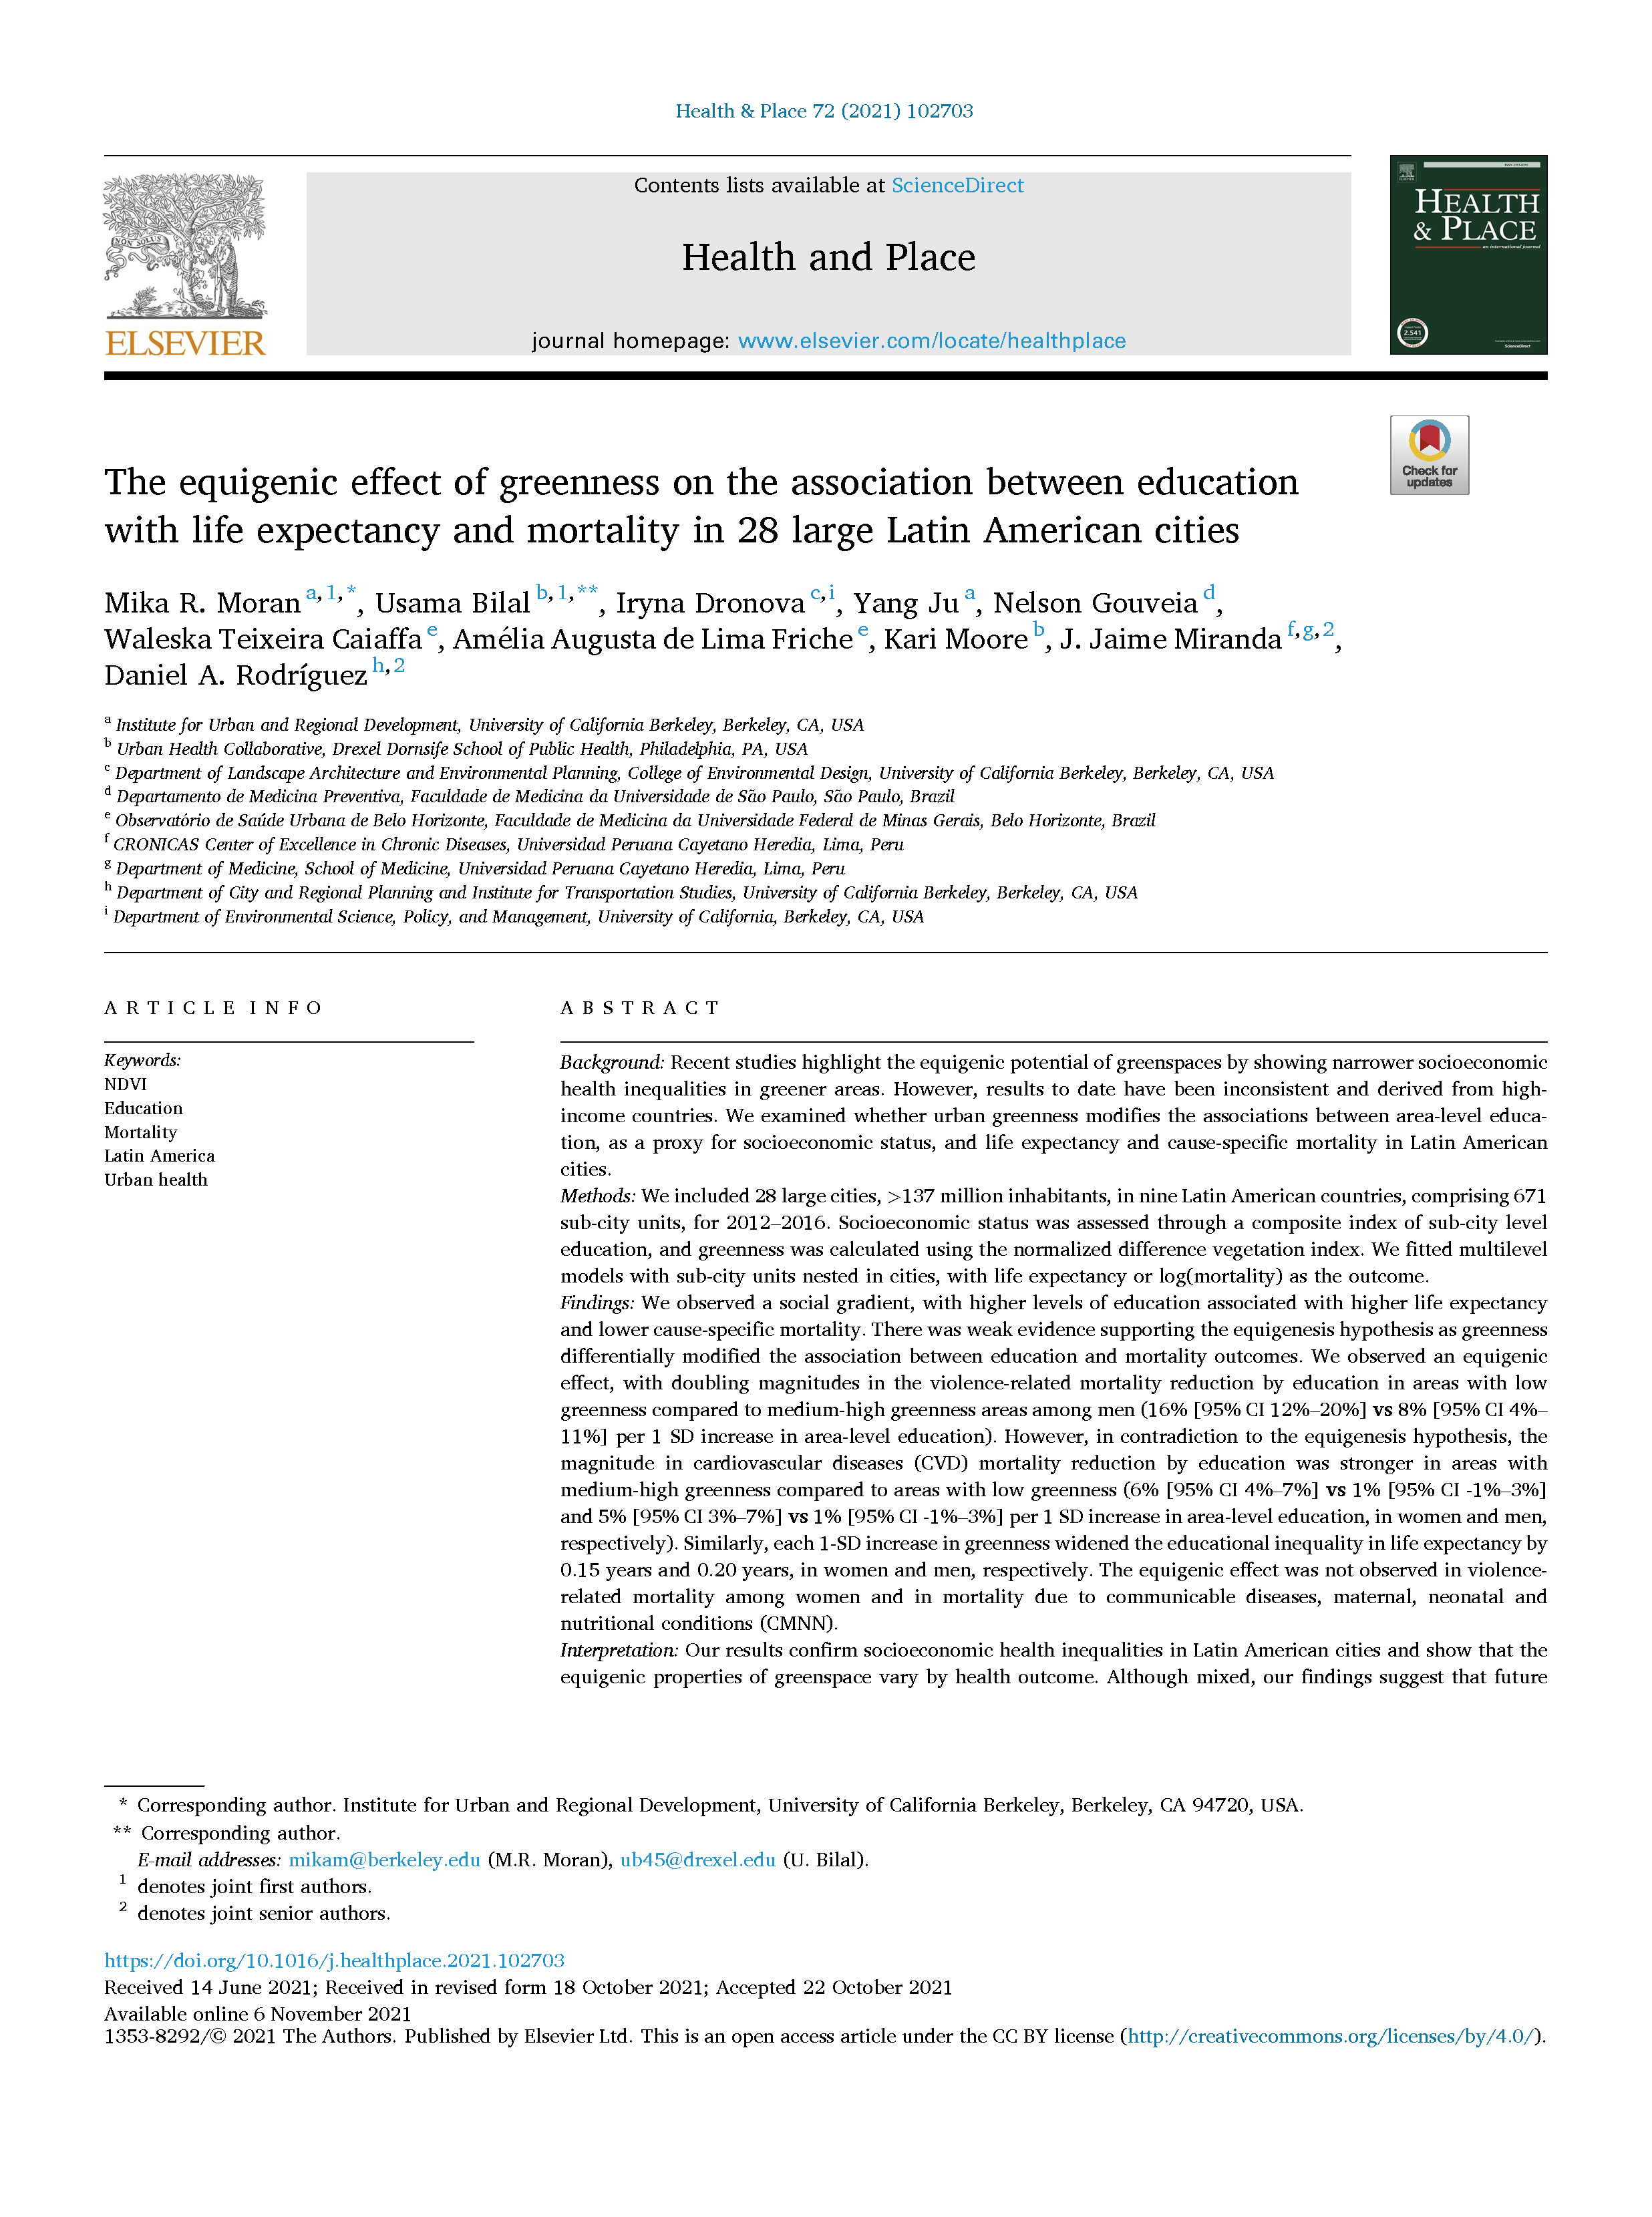 Health & Place 72 (2021) 102703
Contents lists available at ScienceDirect
Health and Place
journal homepage: www.elsevier.com/locate/healthplace
NON SOLUS
ELSEVIER
HEALTH
& PLACE
an international journal
2.541
ScienceDirect
Check for
updates
The equigenic effect of greenness on the association between education
with life expectancy and mortality in 28 large Latin American cities
Mika R. Moran a,1,*, Usama Bilal b,1,**, Iryna Dronova c,i, Yang Ju a, Nelson Gouveia d,
Waleska Teixeira Caiaffa e, Amélia Augusta de Lima Friche e, Kari Moore b, J. Jaime Miranda f,g,2,
Daniel A. Rodríguez h,2
a Institute for Urban and Regional Development, University of California Berkeley, Berkeley, CA, USA
b Urban Health Collaborative, Drexel Dornsife School of Public Health, Philadelphia, PA, USA
c Department of Landscape Architecture and Environmental Planning, College of Environmental Design, University of California Berkeley, Berkeley, CA, USA
d Departamento de Medicina Preventiva, Faculdade de Medicina da Universidade de São Paulo, São Paulo, Brazil
e Observatório de Saúde Urbana de Belo Horizonte, Faculdade de Medicina da Universidade Federal de Minas Gerais, Belo Horizonte, Brazil
f CRONICAS Center of Excellence in Chronic Diseases, Universidad Peruana Cayetano Heredia, Lima, Peru
g Department of Medicine, School of Medicine, Universidad Peruana Cayetano Heredia, Lima, Peru
h Department of City and Regional Planning and Institute for Transportation Studies, University of California Berkeley, Berkeley, CA, USA
i Department of Environmental Science, Policy, and Management, University of California, Berkeley, CA, USA
ARTICLE INFO
Keywords:
NDVI
Education
Mortality
Latin America
Urban health
ABSTRACT
Background: Recent studies highlight the equigenic potential of greenspaces by showing narrower socioeconomic
health inequalities in greener areas. However, results to date have been inconsistent and derived from high-
income countries. We examined whether urban greenness modifies the associations between area-level educa-
tion, as a proxy for socioeconomic status, and life expectancy and cause-specific mortality in Latin American
cities.
Methods: We included 28 large cities, >137 million inhabitants, in nine Latin American countries, comprising 671
sub-city units, for 2012–2016. Socioeconomic status was assessed through a composite index of sub-city level
education, and greenness was calculated using the normalized difference vegetation index. We fitted multilevel
models with sub-city units nested in cities, with life expectancy or log(mortality) as the outcome.
Findings: We observed a social gradient, with higher levels of education associated with higher life expectancy
and lower cause-specific mortality. There was weak evidence supporting the equigenesis hypothesis as greenness
differentially modified the association between education and mortality outcomes. We observed an equigenic
effect, with doubling magnitudes in the violence-related mortality reduction by education in areas with low
greenness compared to medium-high greenness areas among men (16% [95% CI 12%–20%] vs 8% [95% CI 4%–
11%] per 1 SD increase in area-level education). However, in contradiction to the equigenesis hypothesis, the
magnitude in cardiovascular diseases (CVD) mortality reduction by education was stronger in areas with
medium-high greenness compared to areas with low greenness (6% [95% CI 4%–7%] vs 1% [95% CI -1%–3%]
and 5% [95% CI 3%–7%] vs 1% [95% CI -1%–3%] per 1 SD increase in area-level education, in women and men,
respectively). Similarly, each 1-SD increase in greenness widened the educational inequality in life expectancy by
0.15 years and 0.20 years, in women and men, respectively. The equigenic effect was not observed in violence-
related mortality among women and in mortality due to communicable diseases, maternal, neonatal and
nutritional conditions (CMNN).
Interpretation: Our results confirm socioeconomic health inequalities in Latin American cities and show that the
equigenic properties of greenspace vary by health outcome. Although mixed, our findings suggest that future
* Corresponding author. Institute for Urban and Regional Development, University of California Berkeley, Berkeley, CA 94720, USA.
** Corresponding author.
E-mail addresses: mikam@berkeley.edu (M.R. Moran), ub45@drexel.edu (U. Bilal).
1 denotes joint first authors.
2 denotes joint senior authors.
https://doi.org/10.1016/j.healthplace.2021.102703
Received 14 June 2021; Received in revised form 18 October 2021; Accepted 22 October 2021
Available online 6 November 2021
1353-8292/© 2021 The Authors. Published by Elsevier Ltd. This is an open access article under the CC BY license (http://creativecommons.org/licenses/by/4.0/).